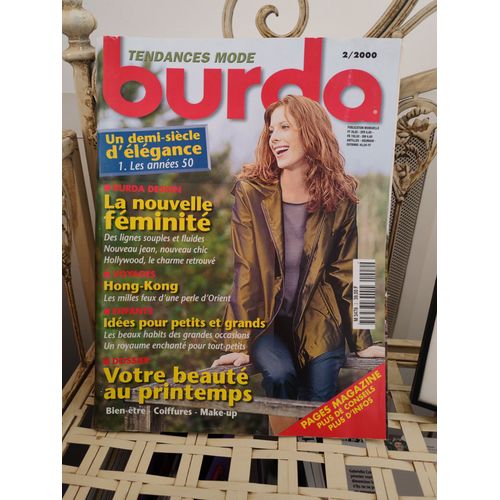 TENDANCES MODE
burda
2/2000
PUBLICATION MENSUELLE
Un demi-siècle
d'élégance
1. Les années 50
BURDA DESIGN
La nouvelle
féminité
Des lignes souples et fluides
Nouveau jean, nouveau chic
Hollywood, le charme retrouvé
VOYAGES
Hong-Kong
Les milles feux d'une perle d'Orient
ENFANTS
Idées pour petits et grands
Les beaux habits des grandes occasions
Un royaume enchanté pour tout-petits
DOSSIER
Votre beauté
au printemps
Bien-être - Coiffures - Make-up
PAGES MAGAZINE
PLUS DE CONSEILS
PLUS D'INFOS